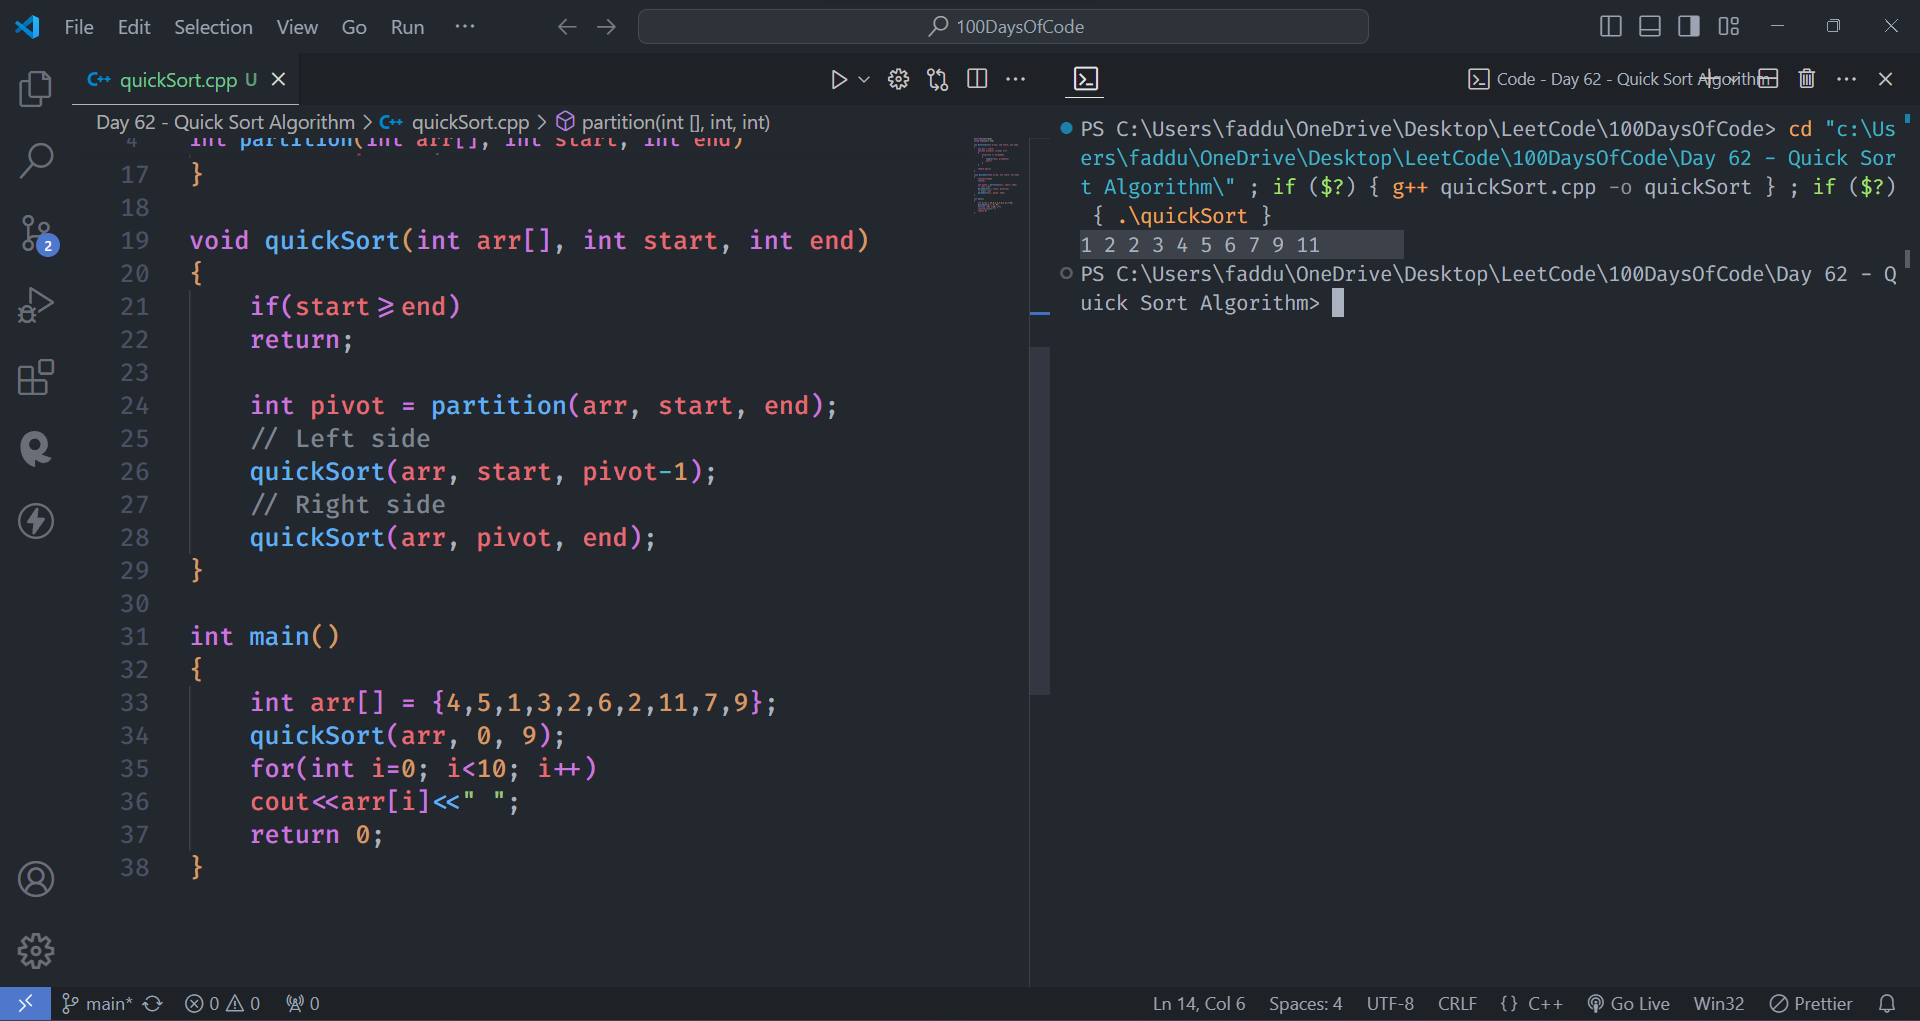 File Edit Selection View Go Run ··· ← → 100DaysOfCode
C++ quickSort.cpp U ×
Code - Day 62 - Quick Sort Algorithm
Day 62 - Quick Sort Algorithm > C++ quickSort.cpp > partition(int [], int, int)
4 int partition(int arr[], int start, int end)
17 }
18
19 void quickSort(int arr[], int start, int end)
20 {
21 if(start>=end)
22 return;
23
24 int pivot = partition(arr, start, end);
25 // Left side
26 quickSort(arr, start, pivot-1);
27 // Right side
28 quickSort(arr, pivot, end);
29 }
30
31 int main()
32 {
33 int arr[] = {4,5,1,3,2,6,2,11,7,9};
34 quickSort(arr, 0, 9);
35 for(int i=0; i<10; i++)
36 cout<<arr[i]<<" ";
37 return 0;
38 }
PS C:\Users\faddu\OneDrive\Desktop\LeetCode\100DaysOfCode> cd "c:\Us
ers\faddu\OneDrive\Desktop\LeetCode\100DaysOfCode\Day 62 - Quick Sor
t Algorithm\" ; if ($?) { g++ quickSort.cpp -o quickSort } ; if ($?)
{ .\quickSort }
1 2 2 3 4 5 6 7 9 11
PS C:\Users\faddu\OneDrive\Desktop\LeetCode\100DaysOfCode\Day 62 - Q
uick Sort Algorithm>
2
main* 0 0 0 Ln 14, Col 6 Spaces: 4 UTF-8 CRLF {} C++ Go Live Win32 Prettier